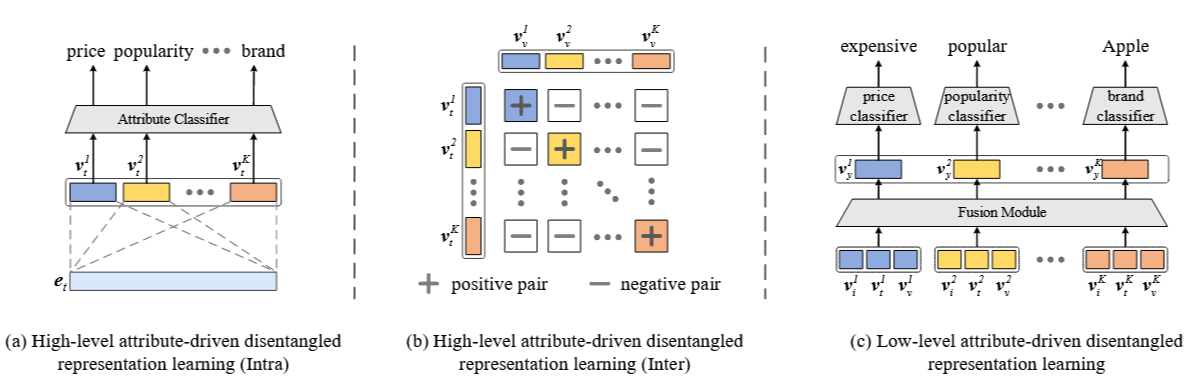 price popularity ••• brand
Attribute Classifier
v_t^1 v_t^2 v_t^K
•••
e_t
(a) High-level attribute-driven disentangled
representation learning (Intra)
v_v^1 v_v^2 v_v^K
•••
v_t^1 + − ••• −
v_t^2 − + ••• −
v_t^K − − ••• +
+ positive pair − negative pair
(b) High-level attribute-driven disentangled
representation learning (Inter)
expensive popular Apple
price classifier
popularity classifier
•••
brand classifier
v_y^1 v_y^2 ••• v_y^K
Fusion Module
•••
v_i^1 v_t^1 v_v^1 v_i^2 v_t^2 v_v^2 v_i^K v_t^K v_v^K
(c) Low-level attribute-driven disentangled
representation learning